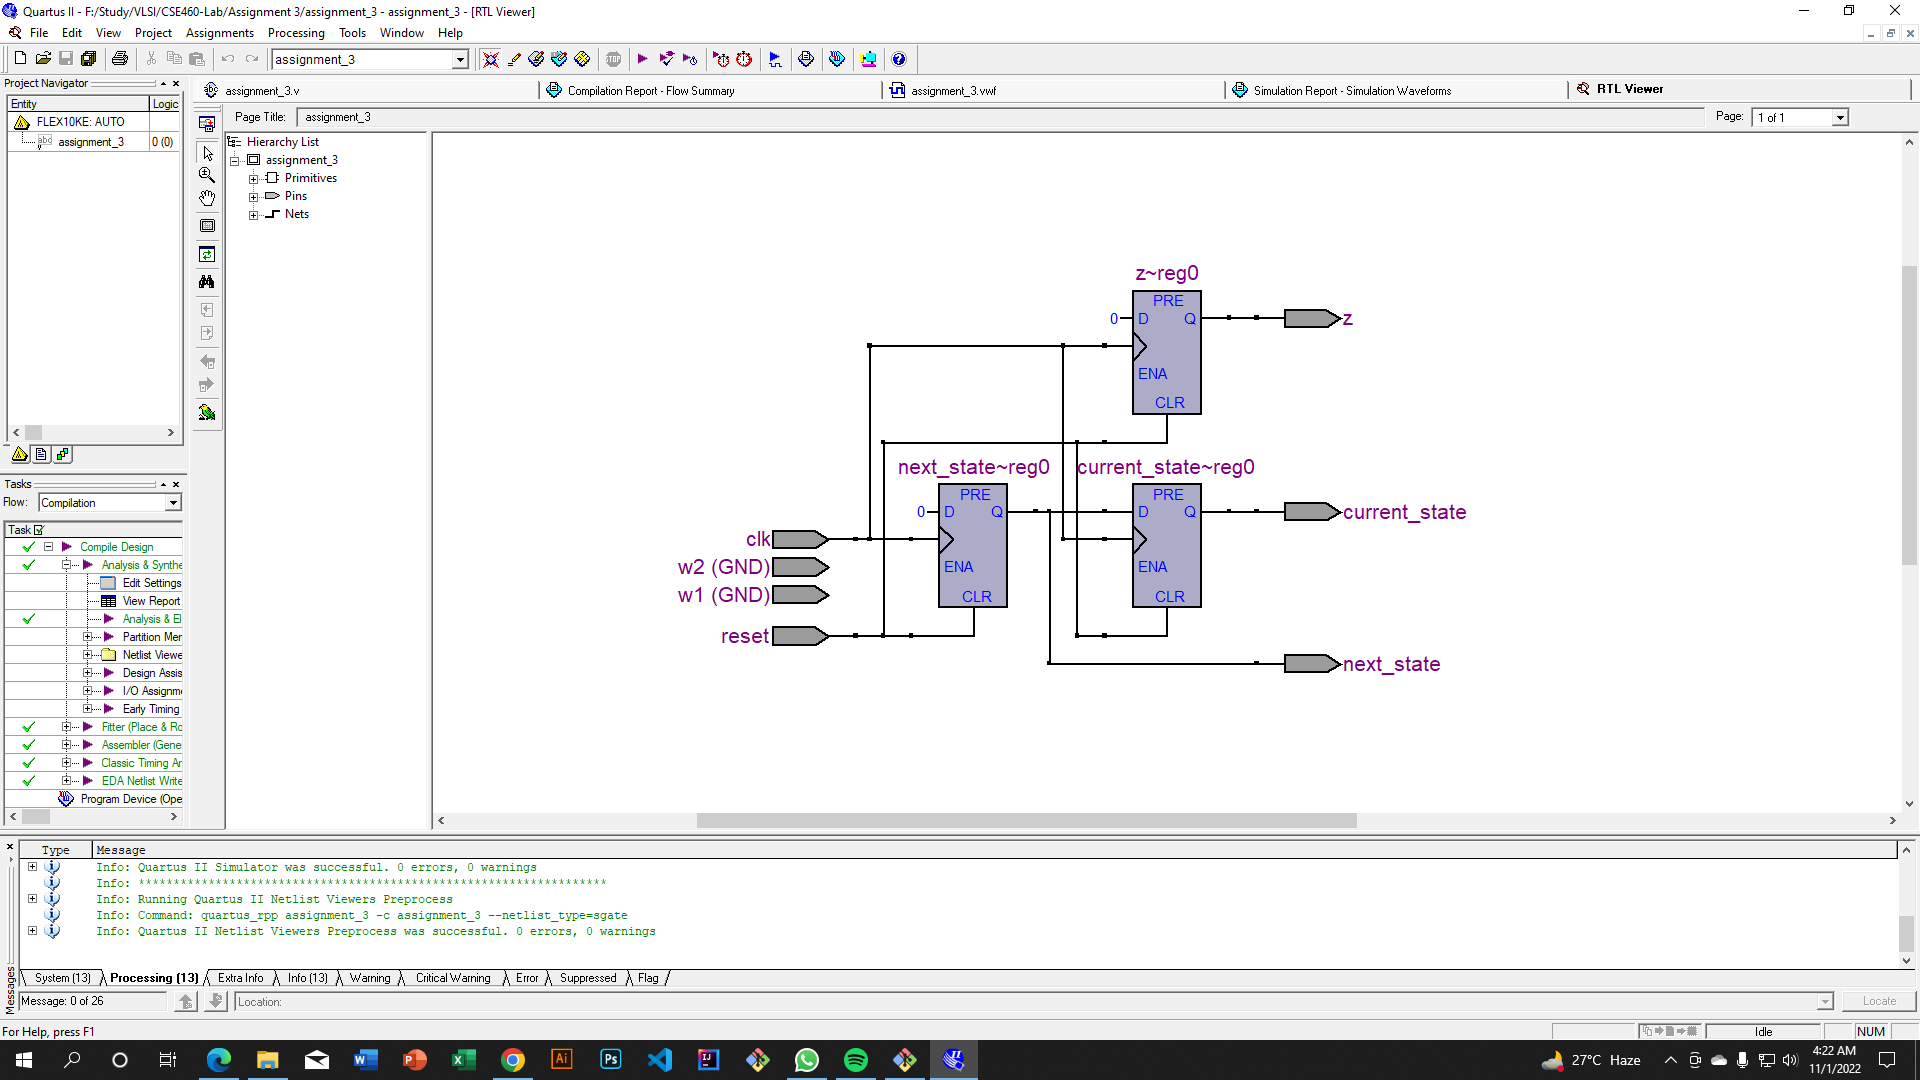 Quartus II - F:/Study/VLSI/CSE460-Lab/Assignment 3/assignment_3 - assignment_3 - [RTL Viewer]
File Edit View Project Assignments Processing Tools Window Help
assignment_3
Project Navigator
Entity Logic
FLEX10KE: AUTO
assignment_3 0 (0)
assignment_3.v
Compilation Report - Flow Summary
assignment_3.vwf
Simulation Report - Simulation Waveforms
RTL Viewer
Page Title: assignment_3
Page: 1 of 1
Hierarchy List
assignment_3
Primitives
Pins
Nets
z~reg0
PRE
0 D Q z
ENA
CLR
next_state~reg0 current_state~reg0
PRE PRE
0 D Q D Q current_state
clk
w2 (GND) ENA ENA
w1 (GND) CLR CLR
reset
next_state
Tasks
Flow: Compilation
Task
Compile Design
Analysis & Synthe
Edit Settings
View Report
Analysis & El
Partition Mer
Netlist Viewe
Design Assis
I/O Assignm
Early Timing
Fitter (Place & Ro
Assembler (Gene
Classic Timing Ar
EDA Netlist Write
Program Device (Ope
Type Message
Info: Quartus II Simulator was successful. 0 errors, 0 warnings
Info: *******************************************************************
Info: Running Quartus II Netlist Viewers Preprocess
Info: Command: quartus_rpp assignment_3 -c assignment_3 --netlist_type=sgate
Info: Quartus II Netlist Viewers Preprocess was successful. 0 errors, 0 warnings
System (13) Processing (13) Extra Info Info (13) Warning Critical Warning Error Suppressed Flag
Messages
Message: 0 of 26 Location: Locate
For Help, press F1 Idle NUM
27°C Haze
4:22 AM
11/1/2022